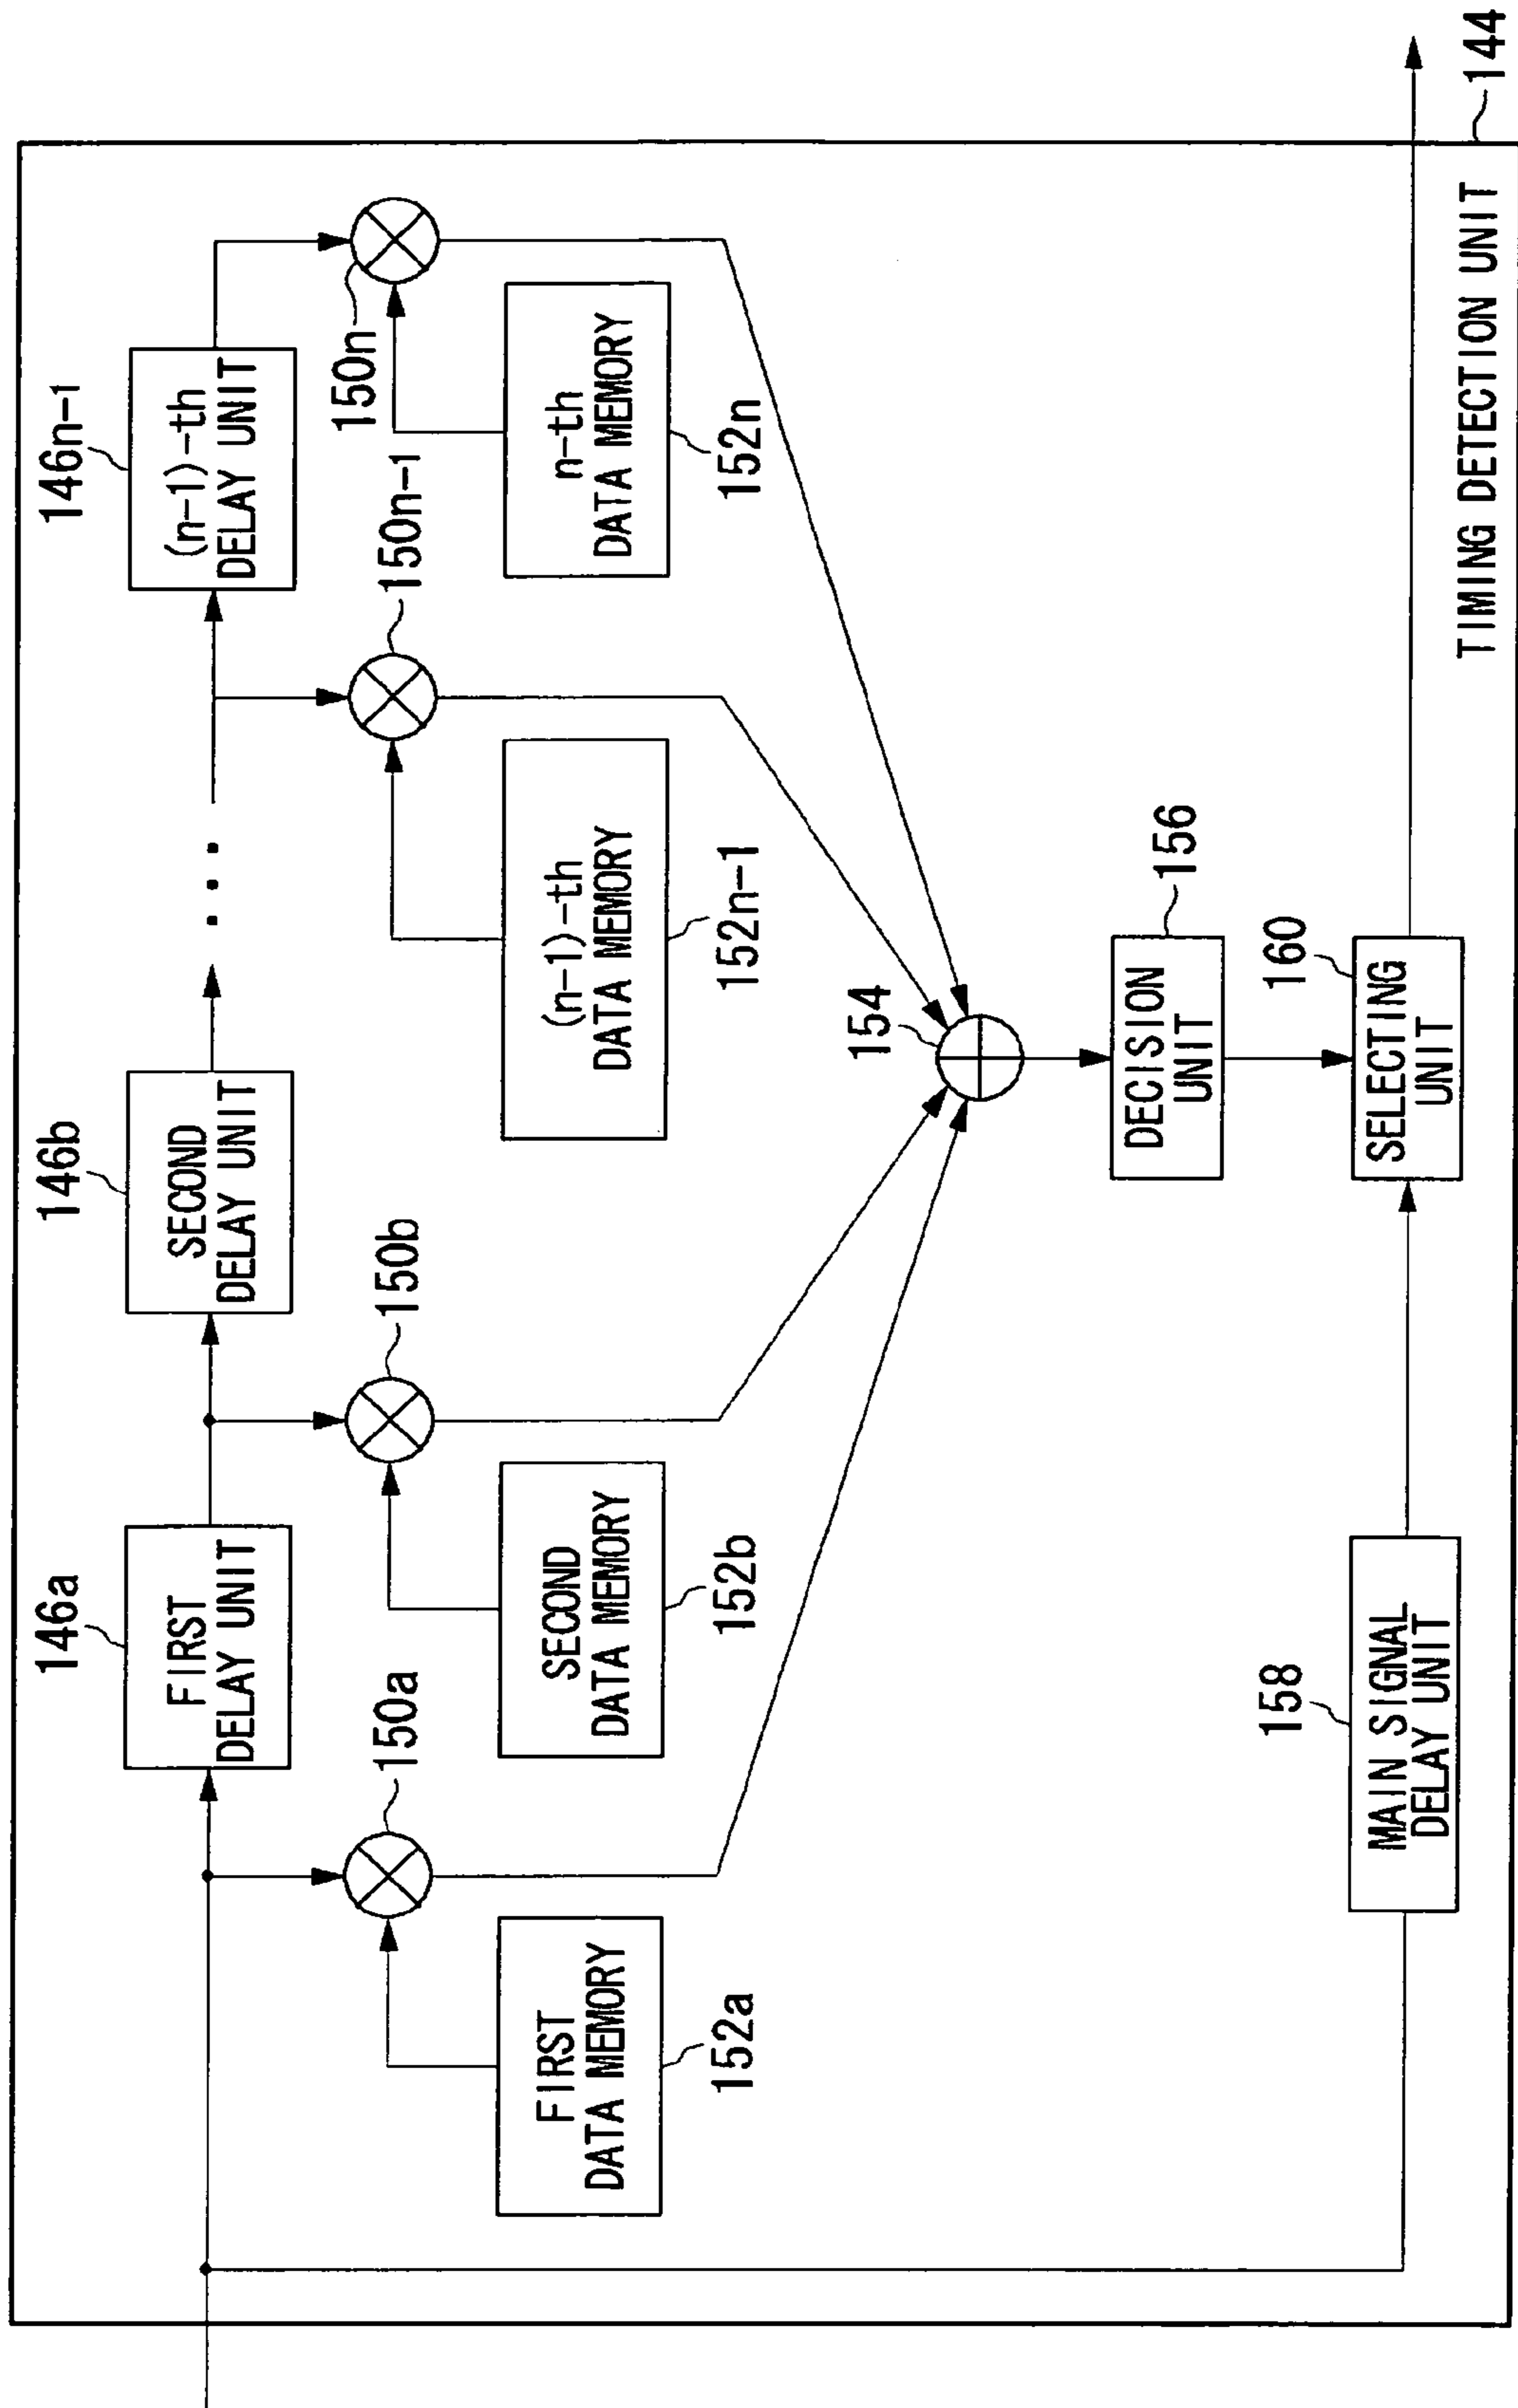 146a
146b
146n-1
FIRST
DELAY UNIT
SECOND
DELAY UNIT
...
(n-1)-th
DELAY UNIT
150a
150b
150n-1
150n
FIRST
DATA MEMORY
SECOND
DATA MEMORY
(n-1)-th
DATA MEMORY
n-th
DATA MEMORY
152a
152b
152n-1
152n
154
DECISION
UNIT
156
158
160
MAIN SIGNAL
DELAY UNIT
SELECTING
UNIT
TIMING DETECTION UNIT
144